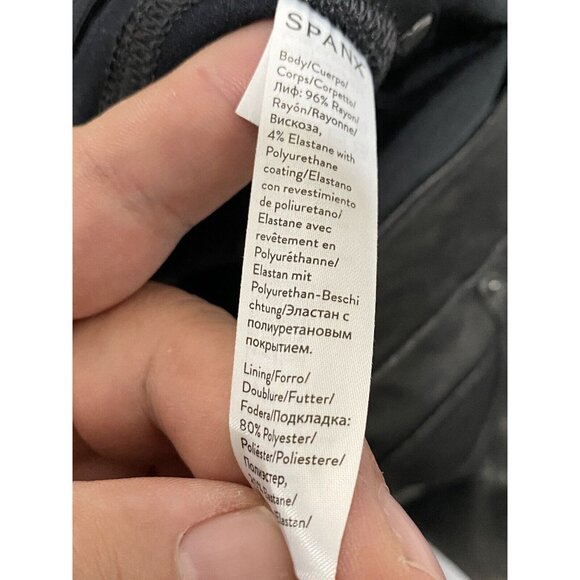 SPANX
Body/Cuerpo/
Corps/Corpetto/
Лиф: 96% Rayon/
Rayón/Rayonne/
Вискоза,
4% Elastane with
Polyurethane
coating/Elastano
con revestimiento
de poliuretano/
Elastane avec
revêtement en
Polyuréthanne/
Elastan mit
Polyurethan-Beschi
chtung/Эластан с
полиуретановым
покрытием.
Lining/Forro/
Doublure/Futter/
Fodera/Подкладка:
80% Polyester/
Poliéster/Poliestere/
Полиэстер,
Elastane/
Elastan/